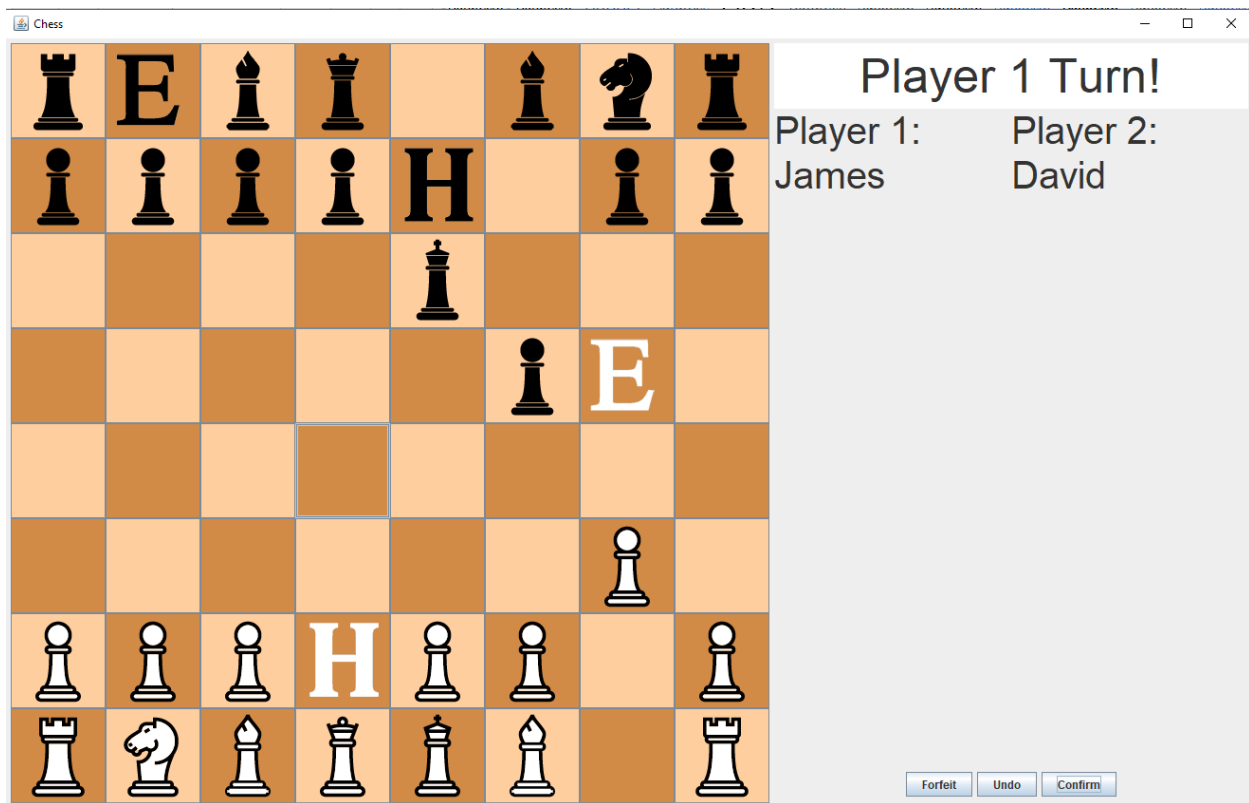 Chess
Player 1 Turn!
Player 1: Player 2:
James David
E
H
E
H
Forfeit Undo Confirm